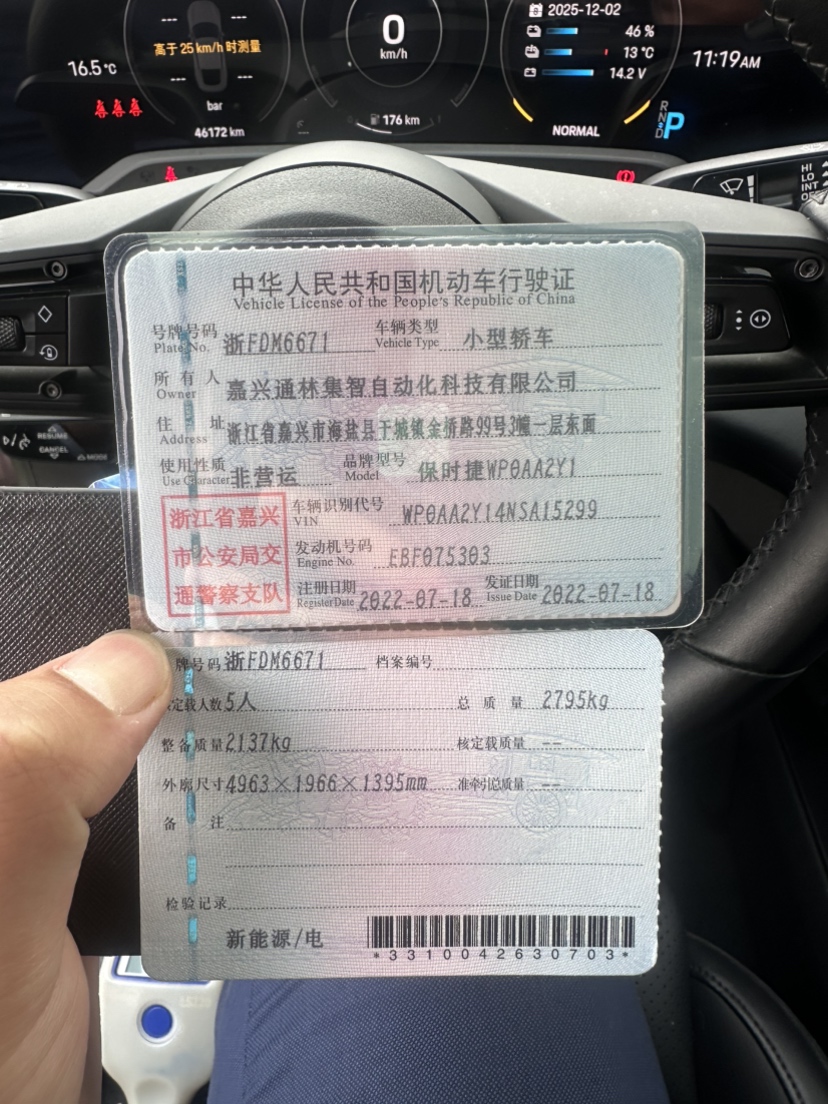 2025-12-02
高于 25 km/h 时测量
0
km/h
46 %
13 °C
14.2 V
16.5 °C
--- ---
--- ---
bar
11:19AM
46172 km
176 km
NORMAL
R
N
D
P
HI
LO
INT
中华人民共和国机动车行驶证
Vehicle License of the People's Republic of China
号牌号码 浙FDM6671 车辆类型 小型轿车
Plate No. Vehicle Type
所有人 嘉兴通林集智自动化科技有限公司
Owner
住址 浙江省嘉兴市海盐县于城镇金桥路99号3幢一层东面
Address
使用性质 非营运 品牌型号 保时捷WP0AA2Y1
Use Character Model
浙江省嘉兴
市公安局交
通警察支队
车辆识别代号 WP0AA2Y14NSA15299
VIN
发动机号码 EBF075303
Engine No.
注册日期 2022-07-18 发证日期 2022-07-18
Register Date Issue Date
牌号码 浙FDM6671 档案编号
定载人数 5人 总质量 2795kg
整备质量 2137kg 核定载质量 --
外廓尺寸 4963×1966×1395mm 准牵引总质量 --
备注
检验记录
新能源/电
*3310042630703*
RESUME
CANCEL
MODE